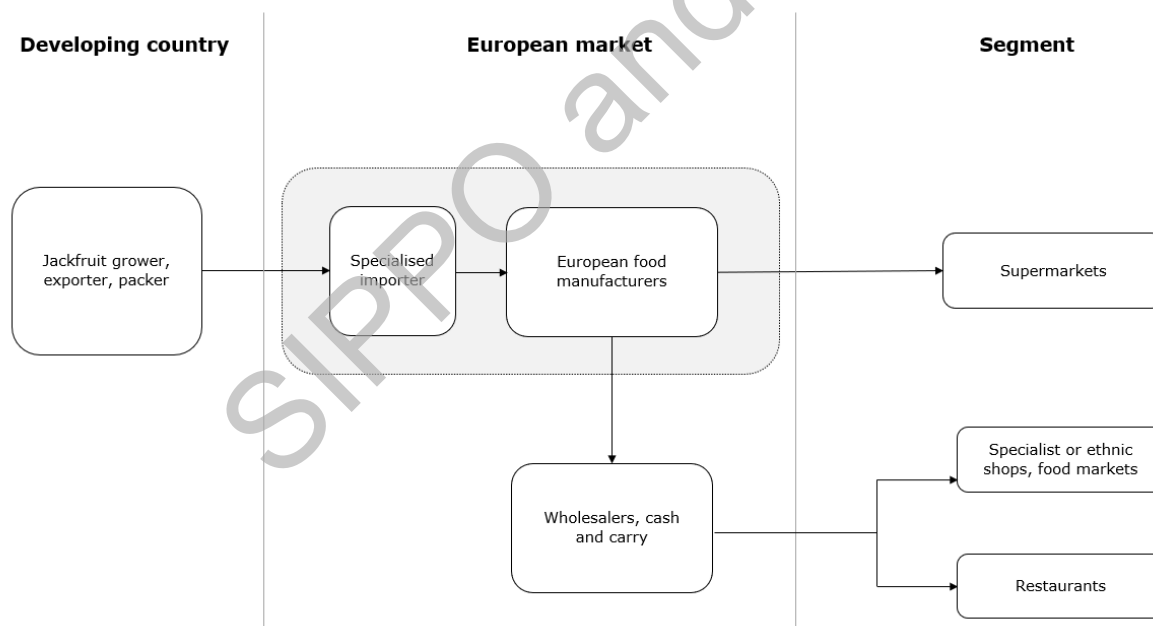 Developing country
European market
Segment
Jackfruit grower,
exporter, packer
Specialised
importer
European food
manufacturers
Supermarkets
Wholesalers, cash
and carry
Specialist or ethnic
shops, food markets
Restaurants
SIPPO and